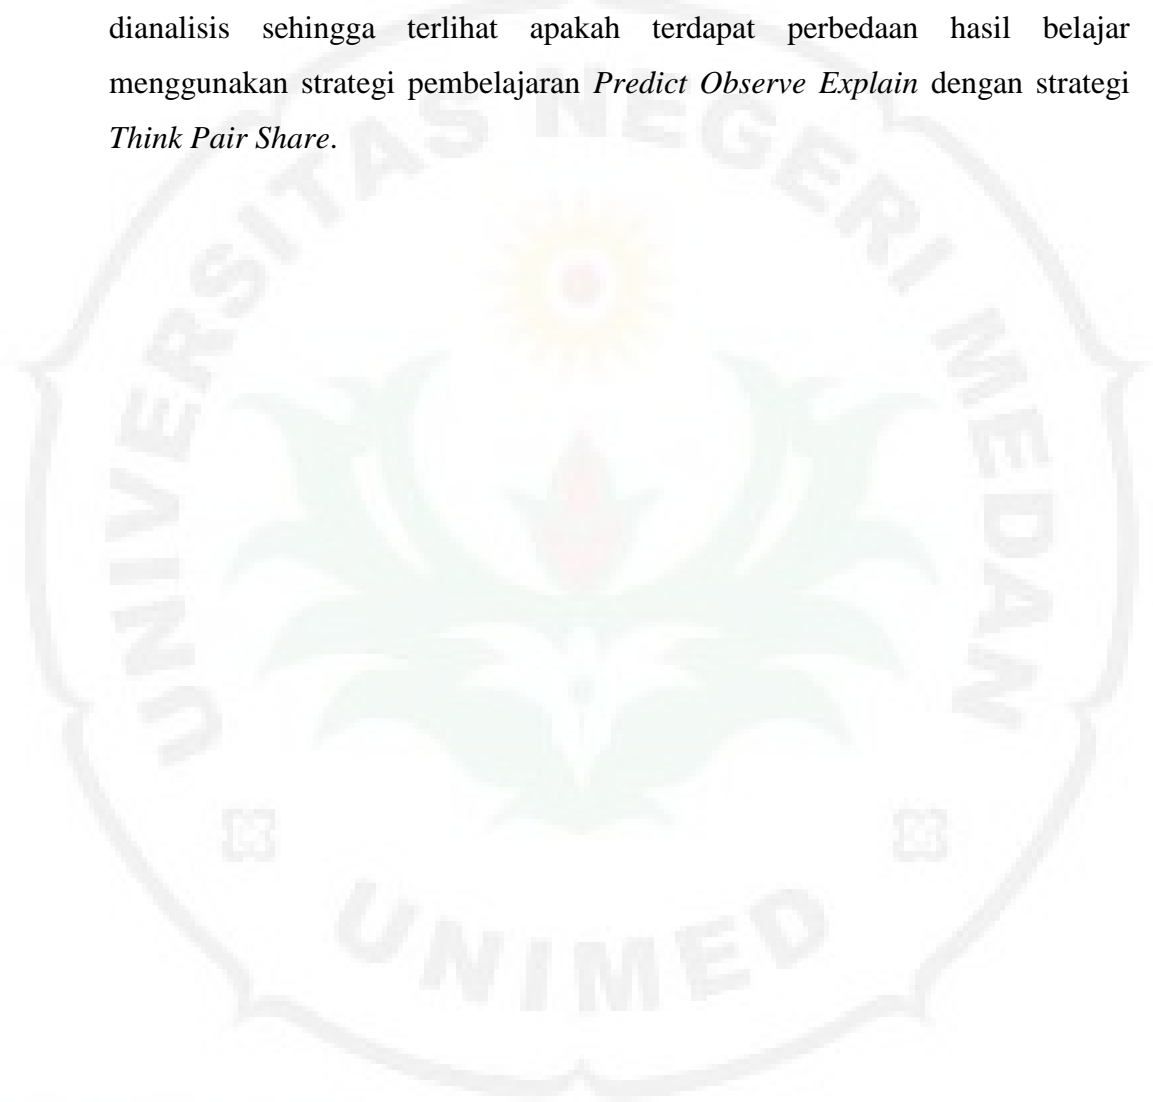 dianalisis sehingga terlihat apakah terdapat perbedaan hasil belajar
menggunakan strategi pembelajaran Predict Observe Explain dengan strategi
Think Pair Share.
UNIVERSITAS NEGERI MEDAN
UNIMED